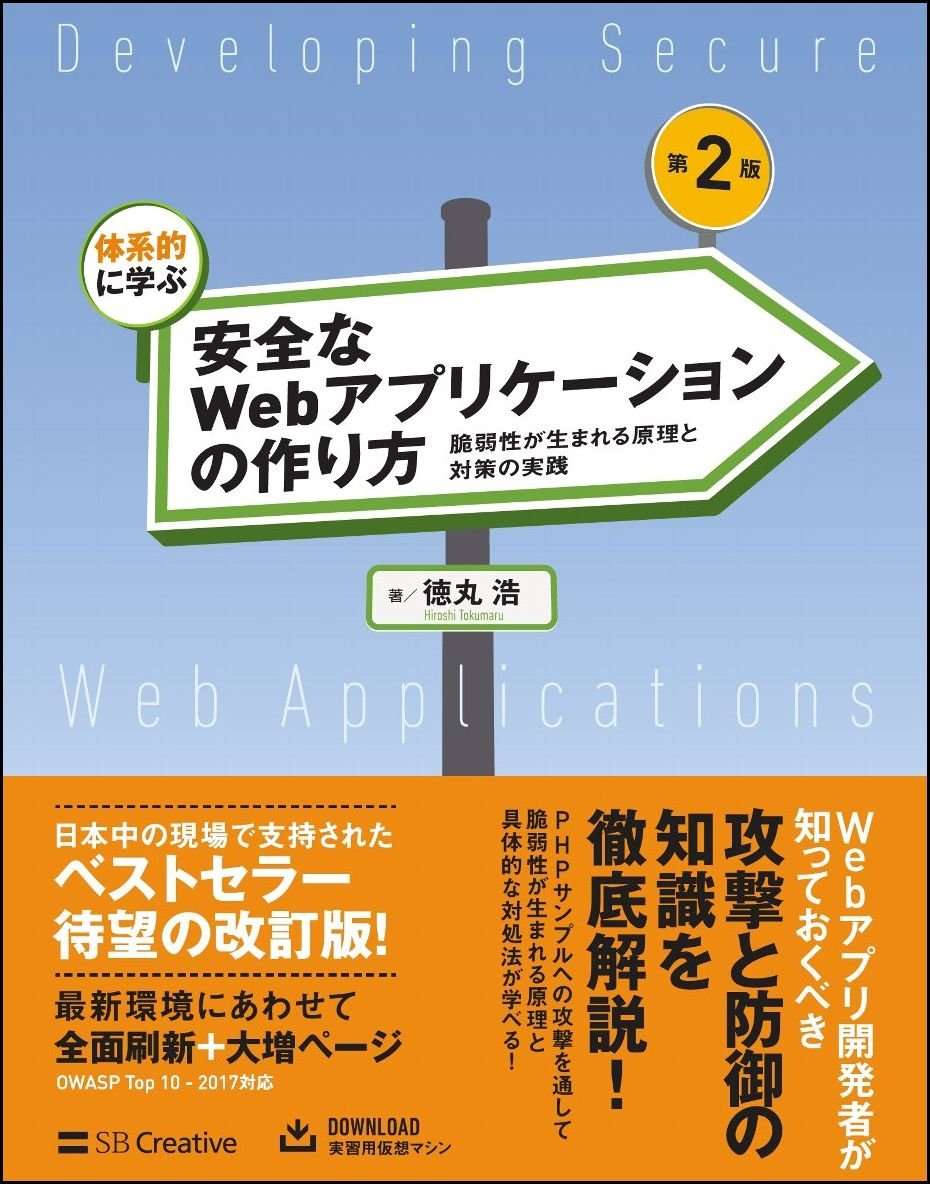 Developing Secure
第2版
体系的
に学ぶ
安全な
Webアプリケーション
の作り方
脆弱性が生まれる原理と
対策の実践
著／徳丸 浩
Hiroshi Tokumaru
Web Applications
Webアプリ開発者が
知っておくべき
攻撃と防御の
知識を
徹底解説！
PHPサンプルへの攻撃を通して
脆弱性が生まれる原理と
具体的な対処法が学べる！
日本中の現場で支持された
ベストセラー
待望の改訂版！
最新環境にあわせて
全面刷新＋大増ページ
OWASP Top 10 - 2017対応
SB Creative
DOWNLOAD
実習用仮想マシン